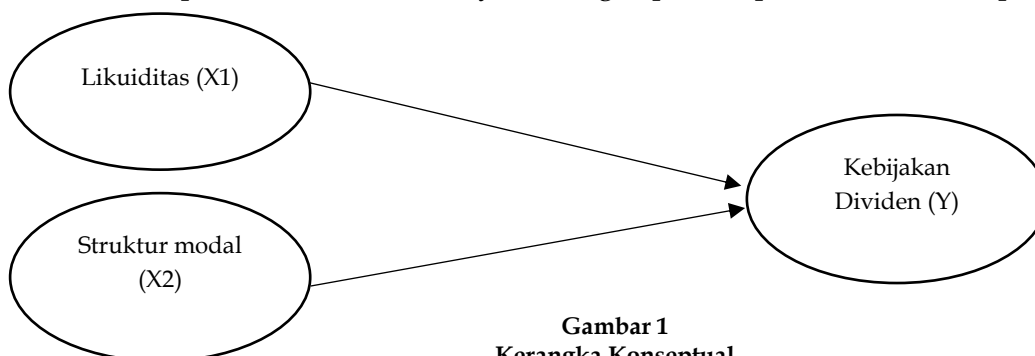 Likuiditas (X1)
Kebijakan
Dividen (Y)
Struktur modal
(X2)
Gambar 1
Kerangka Konseptual